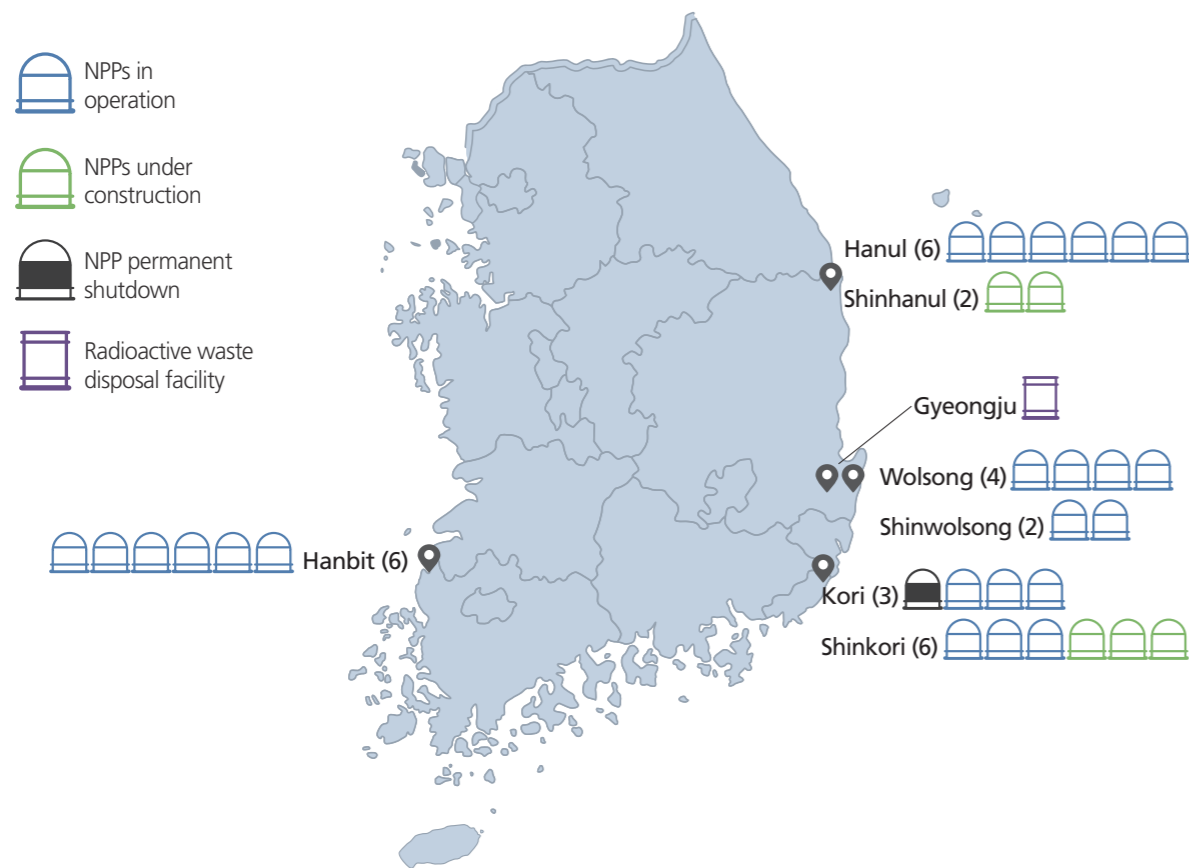 NPPs in
operation
NPPs under
construction
NPP permanent
shutdown
Radioactive waste
disposal facility
Hanul (6)
Shinhanul (2)
Gyeongju
Wolsong (4)
Shinwolsong (2)
Hanbit (6)
Kori (3)
Shinkori (6)